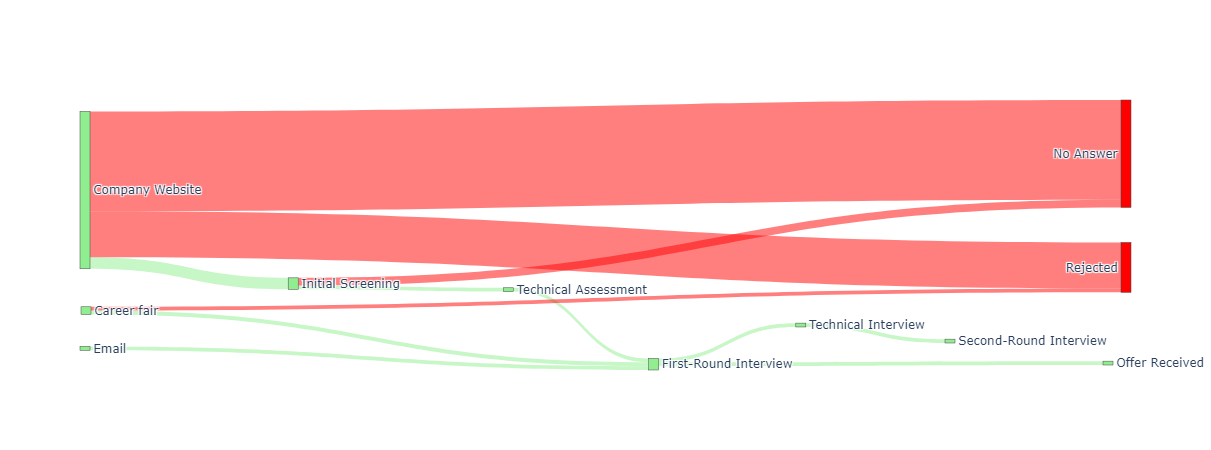 No Answer
Company Website
Rejected
Initial Screening
Technical Assessment
Career fair
Technical Interview
Second-Round Interview
Email
First-Round Interview
Offer Received